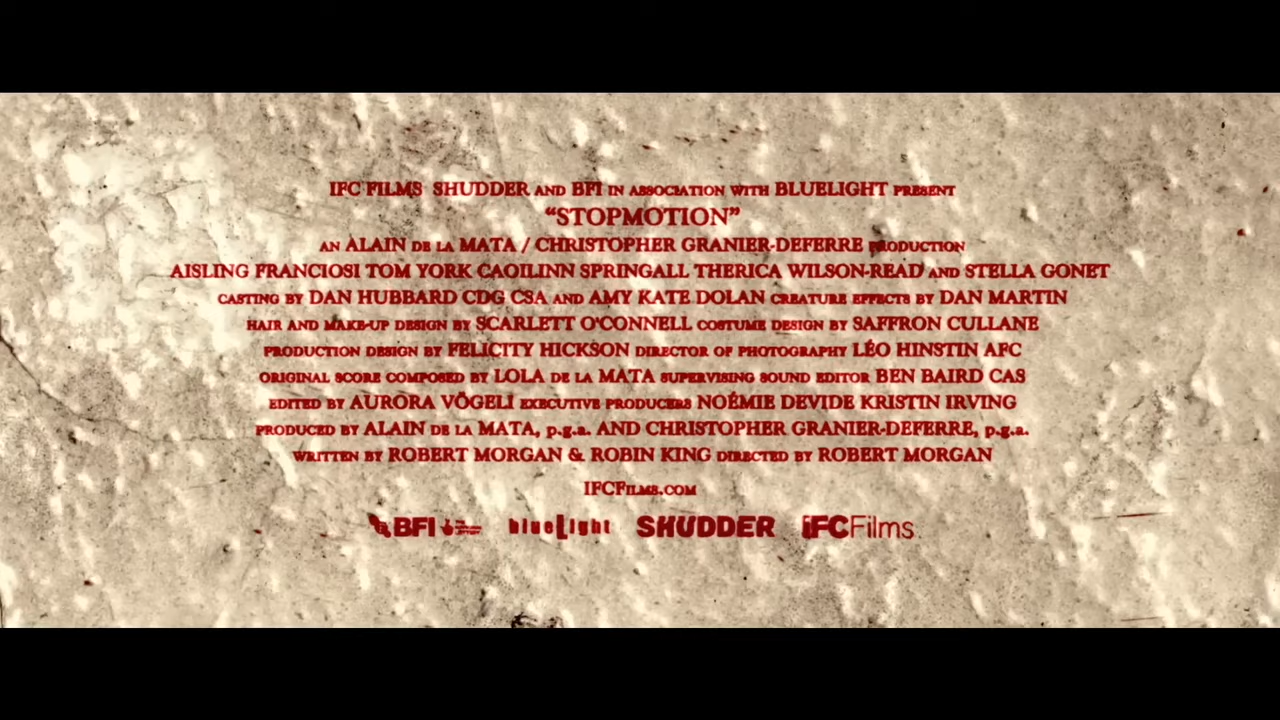 IFC FILMS SHUDDER AND BFI IN ASSOCIATION WITH BLUELIGHT PRESENT
“STOPMOTION”
AN ALAIN DE LA MATA / CHRISTOPHER GRANIER-DEFERRE PRODUCTION
AISLING FRANCIOSI TOM YORK CAOILINN SPRINGALL THERICA WILSON-READ AND STELLA GONET
CASTING BY DAN HUBBARD CDG CSA AND AMY KATE DOLAN CREATURE EFFECTS BY DAN MARTIN
HAIR AND MAKE-UP DESIGN BY SCARLETT O'CONNELL COSTUME DESIGN BY SAFFRON CULLANE
PRODUCTION DESIGN BY FELICITY HICKSON DIRECTOR OF PHOTOGRAPHY LÉO HINSTIN AFC
ORIGINAL SCORE COMPOSED BY LOLA DE LA MATA SUPERVISING SOUND EDITOR BEN BAIRD CAS
EDITED BY AURORA VÖGELI EXECUTIVE PRODUCERS NOÉMIE DEVIDE KRISTIN IRVING
PRODUCED BY ALAIN DE LA MATA, p.g.a. AND CHRISTOPHER GRANIER-DEFERRE, p.g.a.
WRITTEN BY ROBERT MORGAN & ROBIN KING DIRECTED BY ROBERT MORGAN
IFCFILMS.COM
BFI blueLight SHUDDER IFC Films